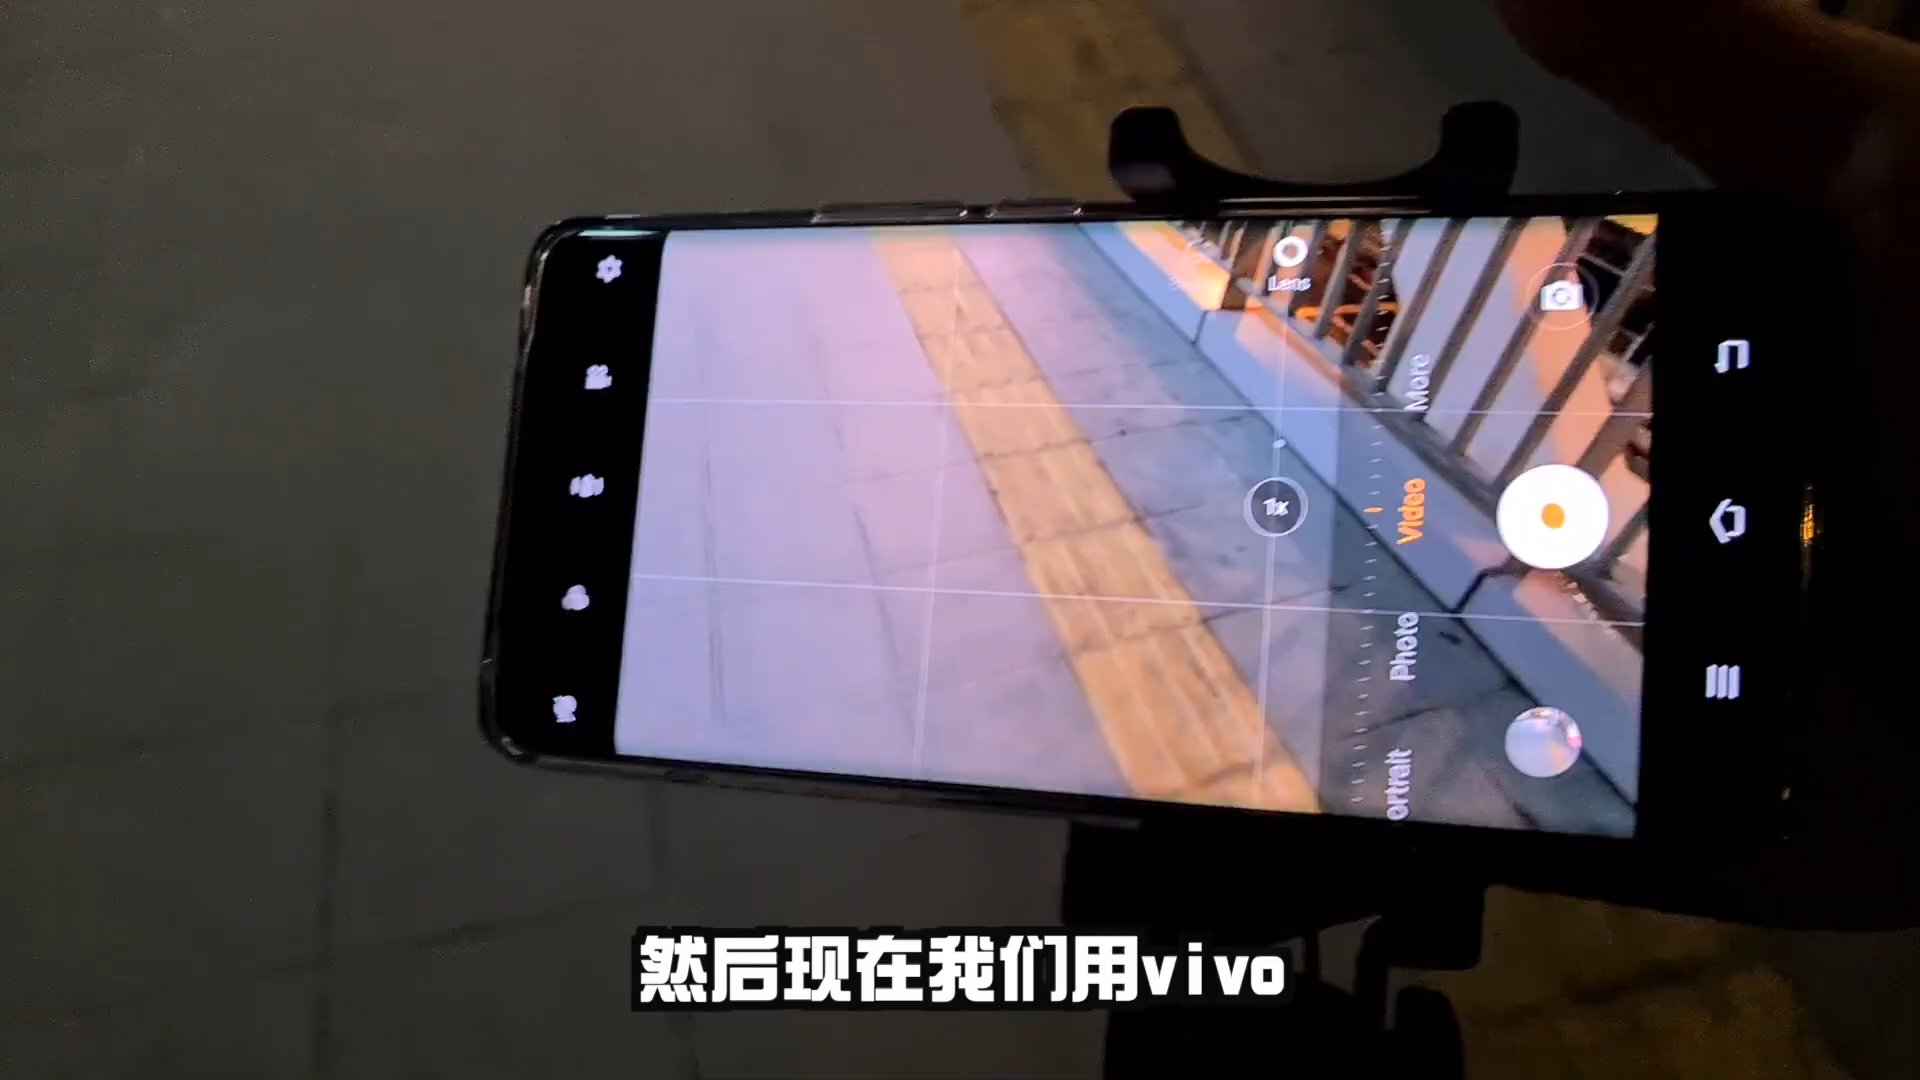 Lens
1x
More
Video
Photo
ortrait
然后现在我们用vivo